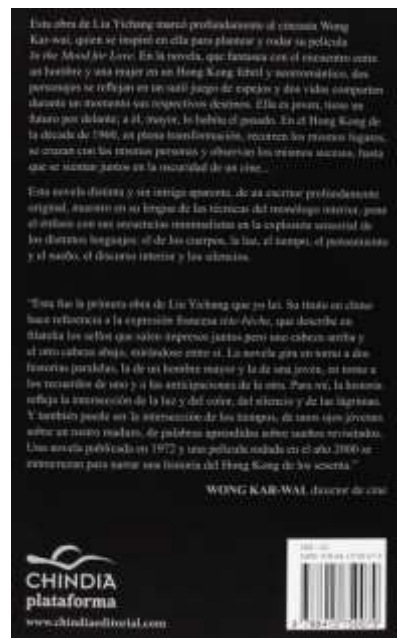 Esta obra de Liu Yichang marcó profundamente al cineasta Wong
Kar-wai, quien se inspiró en ella para plantear y rodar su película
In the Mood for Love. En la novela, que fantasea con el encuentro entre
un hombre y una mujer en un Hong Kong febril y neorromántico, dos
personajes se reflejan en un sutil juego de espejos y dos vidas comparten
durante un momento sus respectivos destinos. Ella es joven, tiene un
futuro por delante; a él, mayor, lo habita el pasado. En el Hong Kong de
la década de 1960, en plena transformación, recorren los mismos lugares,
se cruzan con las mismas personas y observan los mismos sucesos, hasta
que se sientan juntos en la oscuridad de un cine...
Esta novela distinta y sin intriga aparente, de un escritor profundamente
original, maestro en su lengua de las técnicas del monólogo interior, pone
el énfasis con sus secuencias minimalistas en la explosión sensorial de
los distintos lenguajes: el de los cuerpos, la luz, el tiempo, el pensamiento
y el sueño, el discurso interior y los silencios.
"Esta fue la primera obra de Liu Yichang que yo leí. Su título en chino
hace referencia a la expresión francesa tête-bêche, que describe en
filatelia los sellos que salen impresos juntos pero uno cabeza arriba y
el otro cabeza abajo, mirándose entre sí. La novela gira en torno a dos
historias paralelas, la de un hombre mayor y la de una joven, en torno a
los recuerdos de uno y a las anticipaciones de la otra. Para mí, la historia
refleja la intersección de la luz y del color, del silencio y de las lágrimas.
Y también puede ser la intersección de los tiempos, de unos ojos jóvenes
sobre un rostro maduro, de palabras aprendidas sobre sueños revisitados.
Una novela publicada en 1972 y una película rodada en el año 2000 se
entrecruzan para narrar una historia del Hong Kong de los sesenta."
WONG KAR-WAI, director de cine
CHINDIA
plataforma
www.chindiaeditorial.com